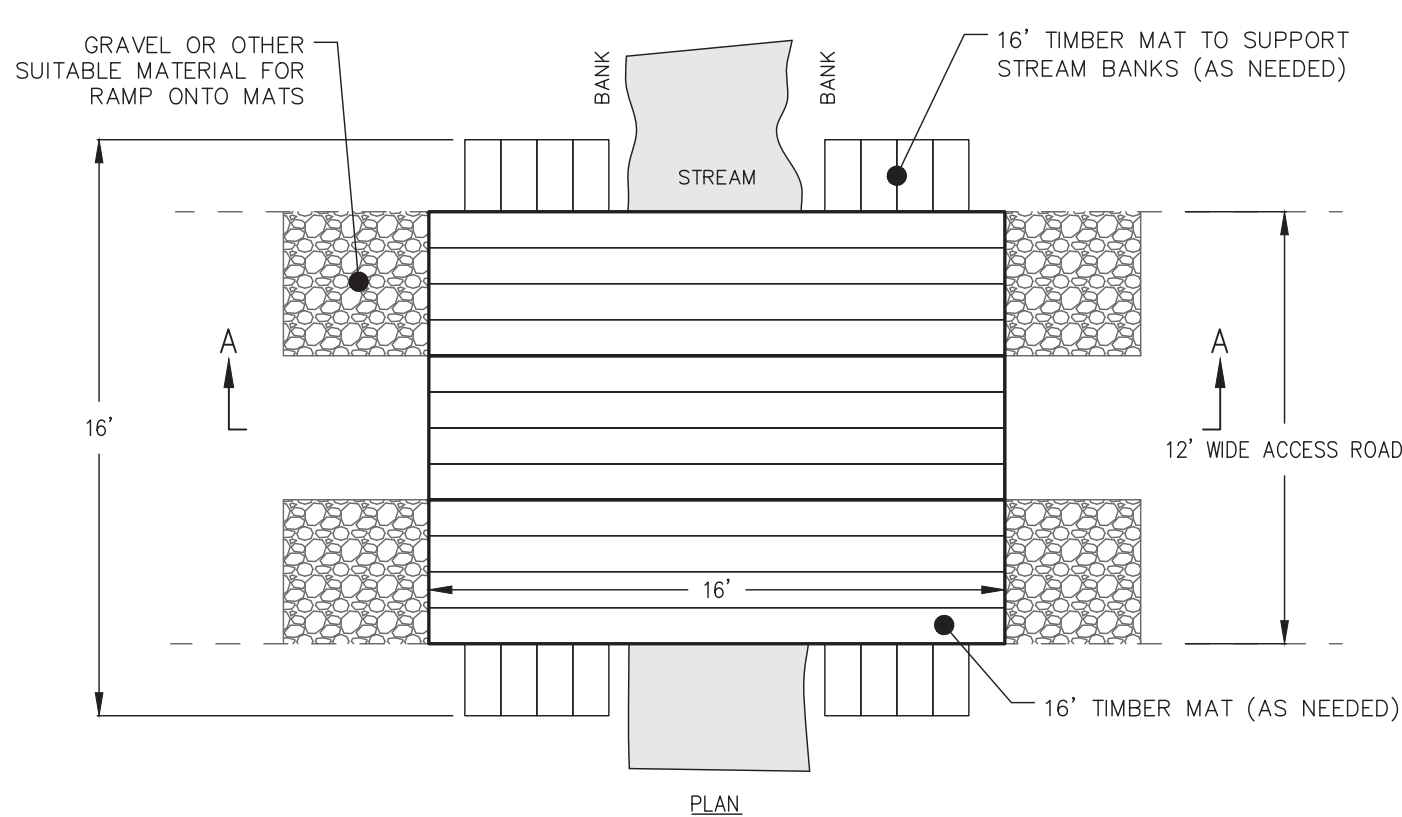 GRAVEL OR OTHER
SUITABLE MATERIAL FOR
RAMP ONTO MATS
BANK
BANK
16' TIMBER MAT TO SUPPORT
STREAM BANKS (AS NEEDED)
STREAM
A
A
16'
12' WIDE ACCESS ROAD
16'
16' TIMBER MAT (AS NEEDED)
PLAN